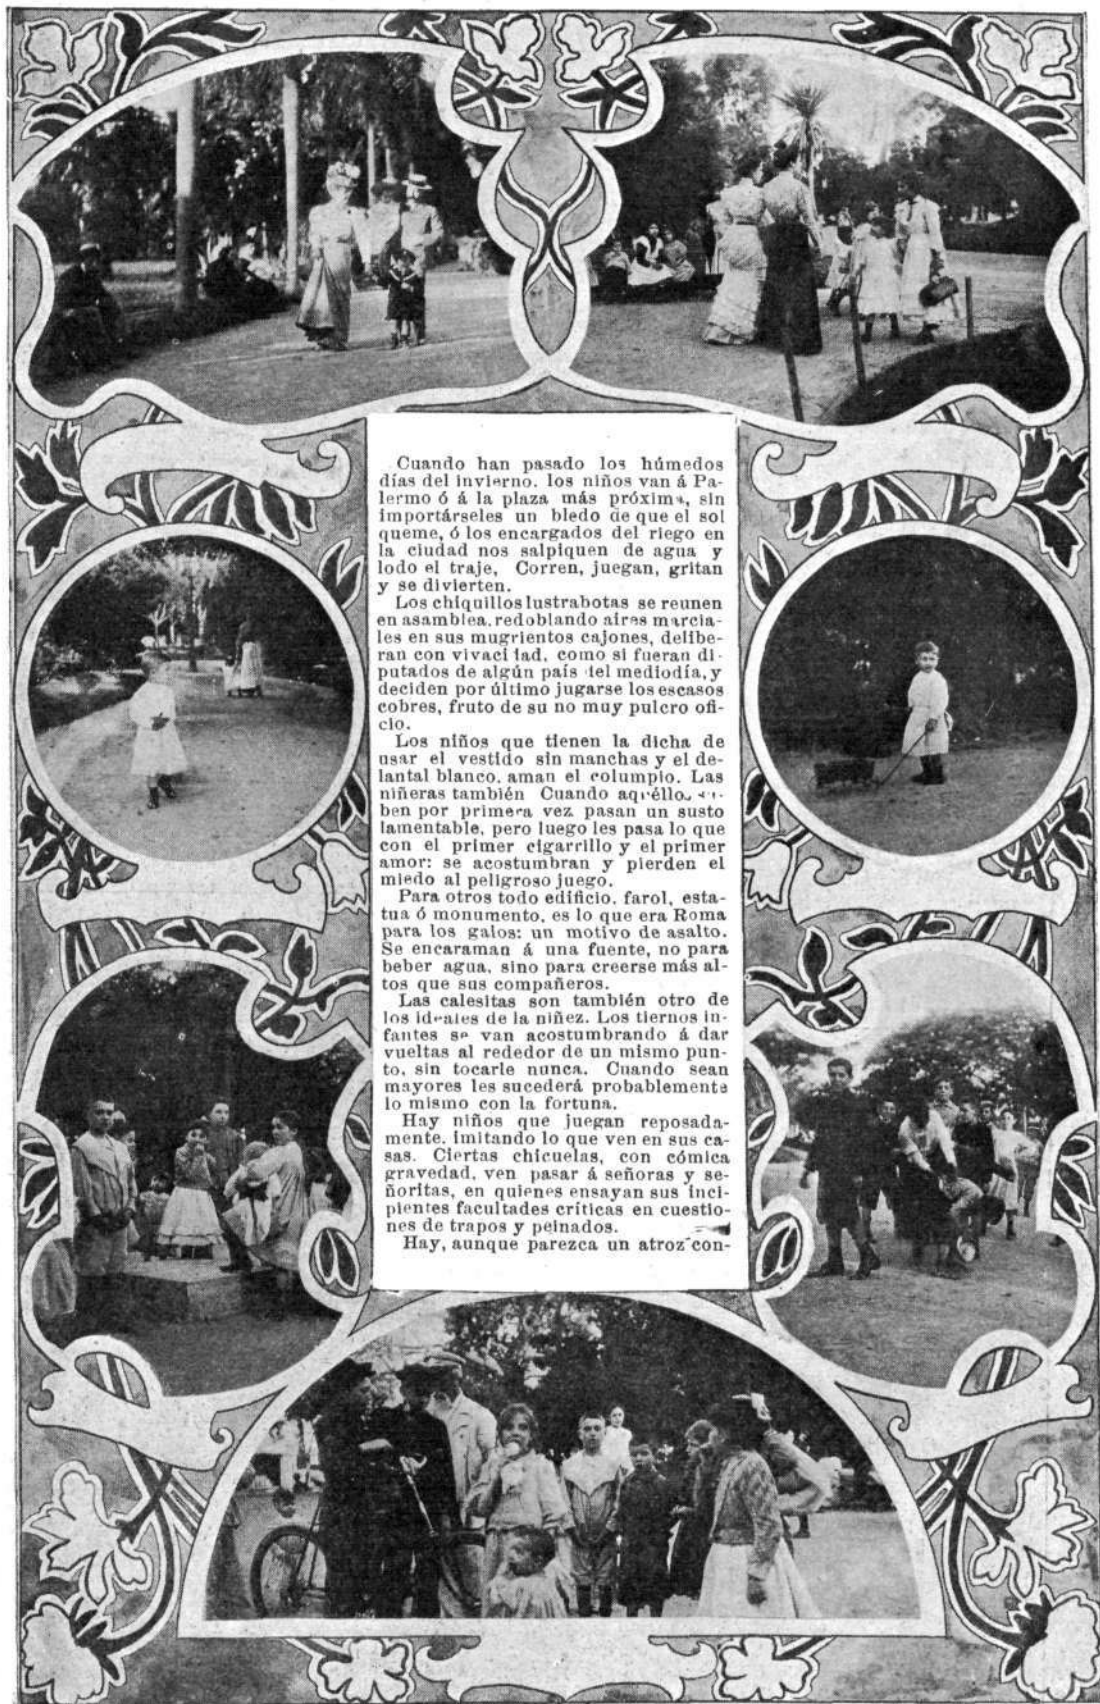 Cuando han pasado los húmedos
días del invierno. los niños van á Pa-
lermo ó á la plaza más próxima, sin
importárseles un bledo de que el sol
queme, ó los encargados del riego en
la ciudad nos salpiquen de agua y
lodo el traje, Corren, juegan, gritan
y se divierten.
Los chiquillos lustrabotas se reunen
en asamblea, redoblando aires marcia-
les en sus mugrientos cajones, delibe-
ran con vivacidad, como si fueran di-
putados de algún país del mediodía, y
deciden por último jugarse los escasos
cobres, fruto de su no muy pulcro ofi-
cio.
Los niños que tienen la dicha de
usar el vestido sin manchas y el de-
lantal blanco, aman el columpio. Las
niñeras también Cuando aquéllos su-
ben por primera vez pasan un susto
lamentable, pero luego les pasa lo que
con el primer cigarrillo y el primer
amor: se acostumbran y pierden el
miedo al peligroso juego.
Para otros todo edificio, farol, esta-
tua ó monumento, es lo que era Roma
para los galos: un motivo de asalto.
Se encaraman á una fuente, no para
beber agua, sino para creerse más al-
tos que sus compañeros.
Las calesitas son también otro de
los ideales de la niñez. Los tiernos in-
fantes se van acostumbrando á dar
vueltas al rededor de un mismo pun-
to, sin tocarle nunca. Cuando sean
mayores les sucederá probablemente
lo mismo con la fortuna.
Hay niños que juegan reposada-
mente, imitando lo que ven en sus ca-
sas. Ciertas chicuelas, con cómica
gravedad, ven pasar á señoras y se-
ñoritas, en quienes ensayan sus inci-
pientes facultades críticas en cuestio-
nes de trapos y peinados.
Hay, aunque parezca un atroz con-